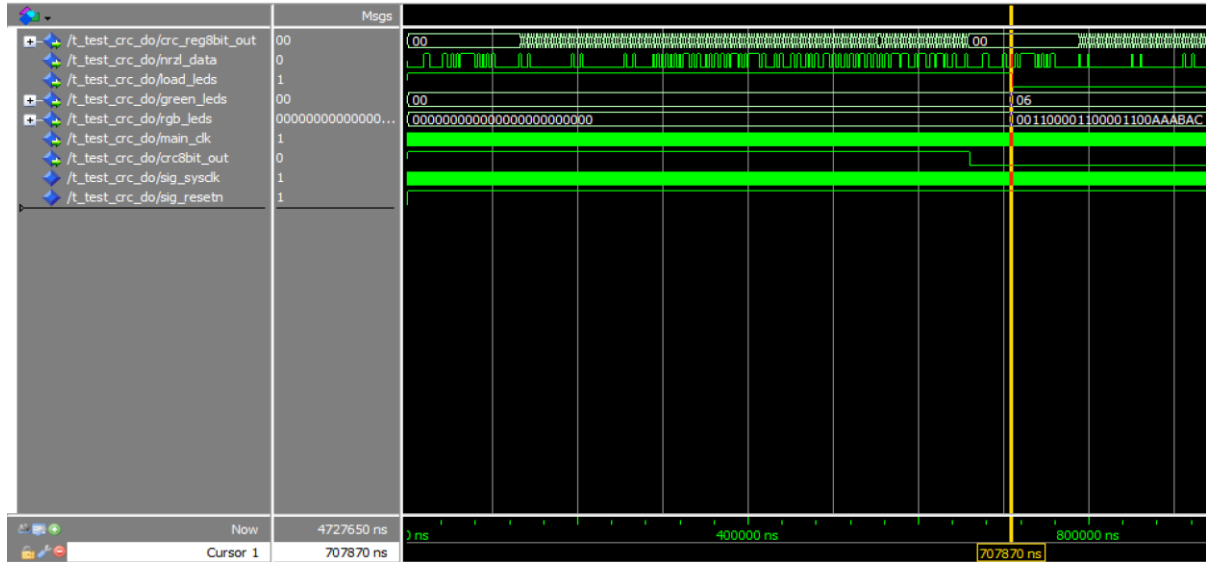 Msgs
/t_test_crc_do/crc_reg8bit_out 00 00 00
/t_test_crc_do/nrzl_data 0
/t_test_crc_do/load_leds 1
/t_test_crc_do/green_leds 00 00 06
/t_test_crc_do/rgb_leds 00000000000000... 000000000000000000000000 001100001100001100AAABAC
/t_test_crc_do/main_clk 1
/t_test_crc_do/crc8bit_out 0
/t_test_crc_do/sig_sysclk 1
/t_test_crc_do/sig_resetn 1
Now 4727650 ns ns 400000 ns 800000 ns
Cursor 1 707870 ns 707870 ns